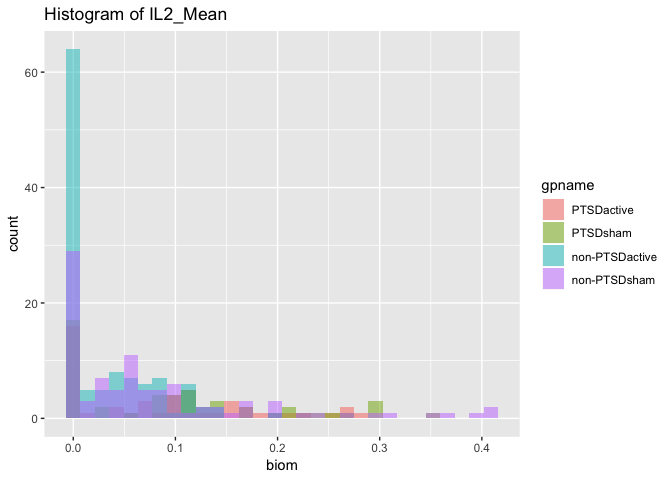 Histogram of IL2_Mean
60
40
20
0
count
0.0 0.1 0.2 0.3 0.4
biom
gpname
PTSDactive
PTSDsham
non-PTSDactive
non-PTSDsham